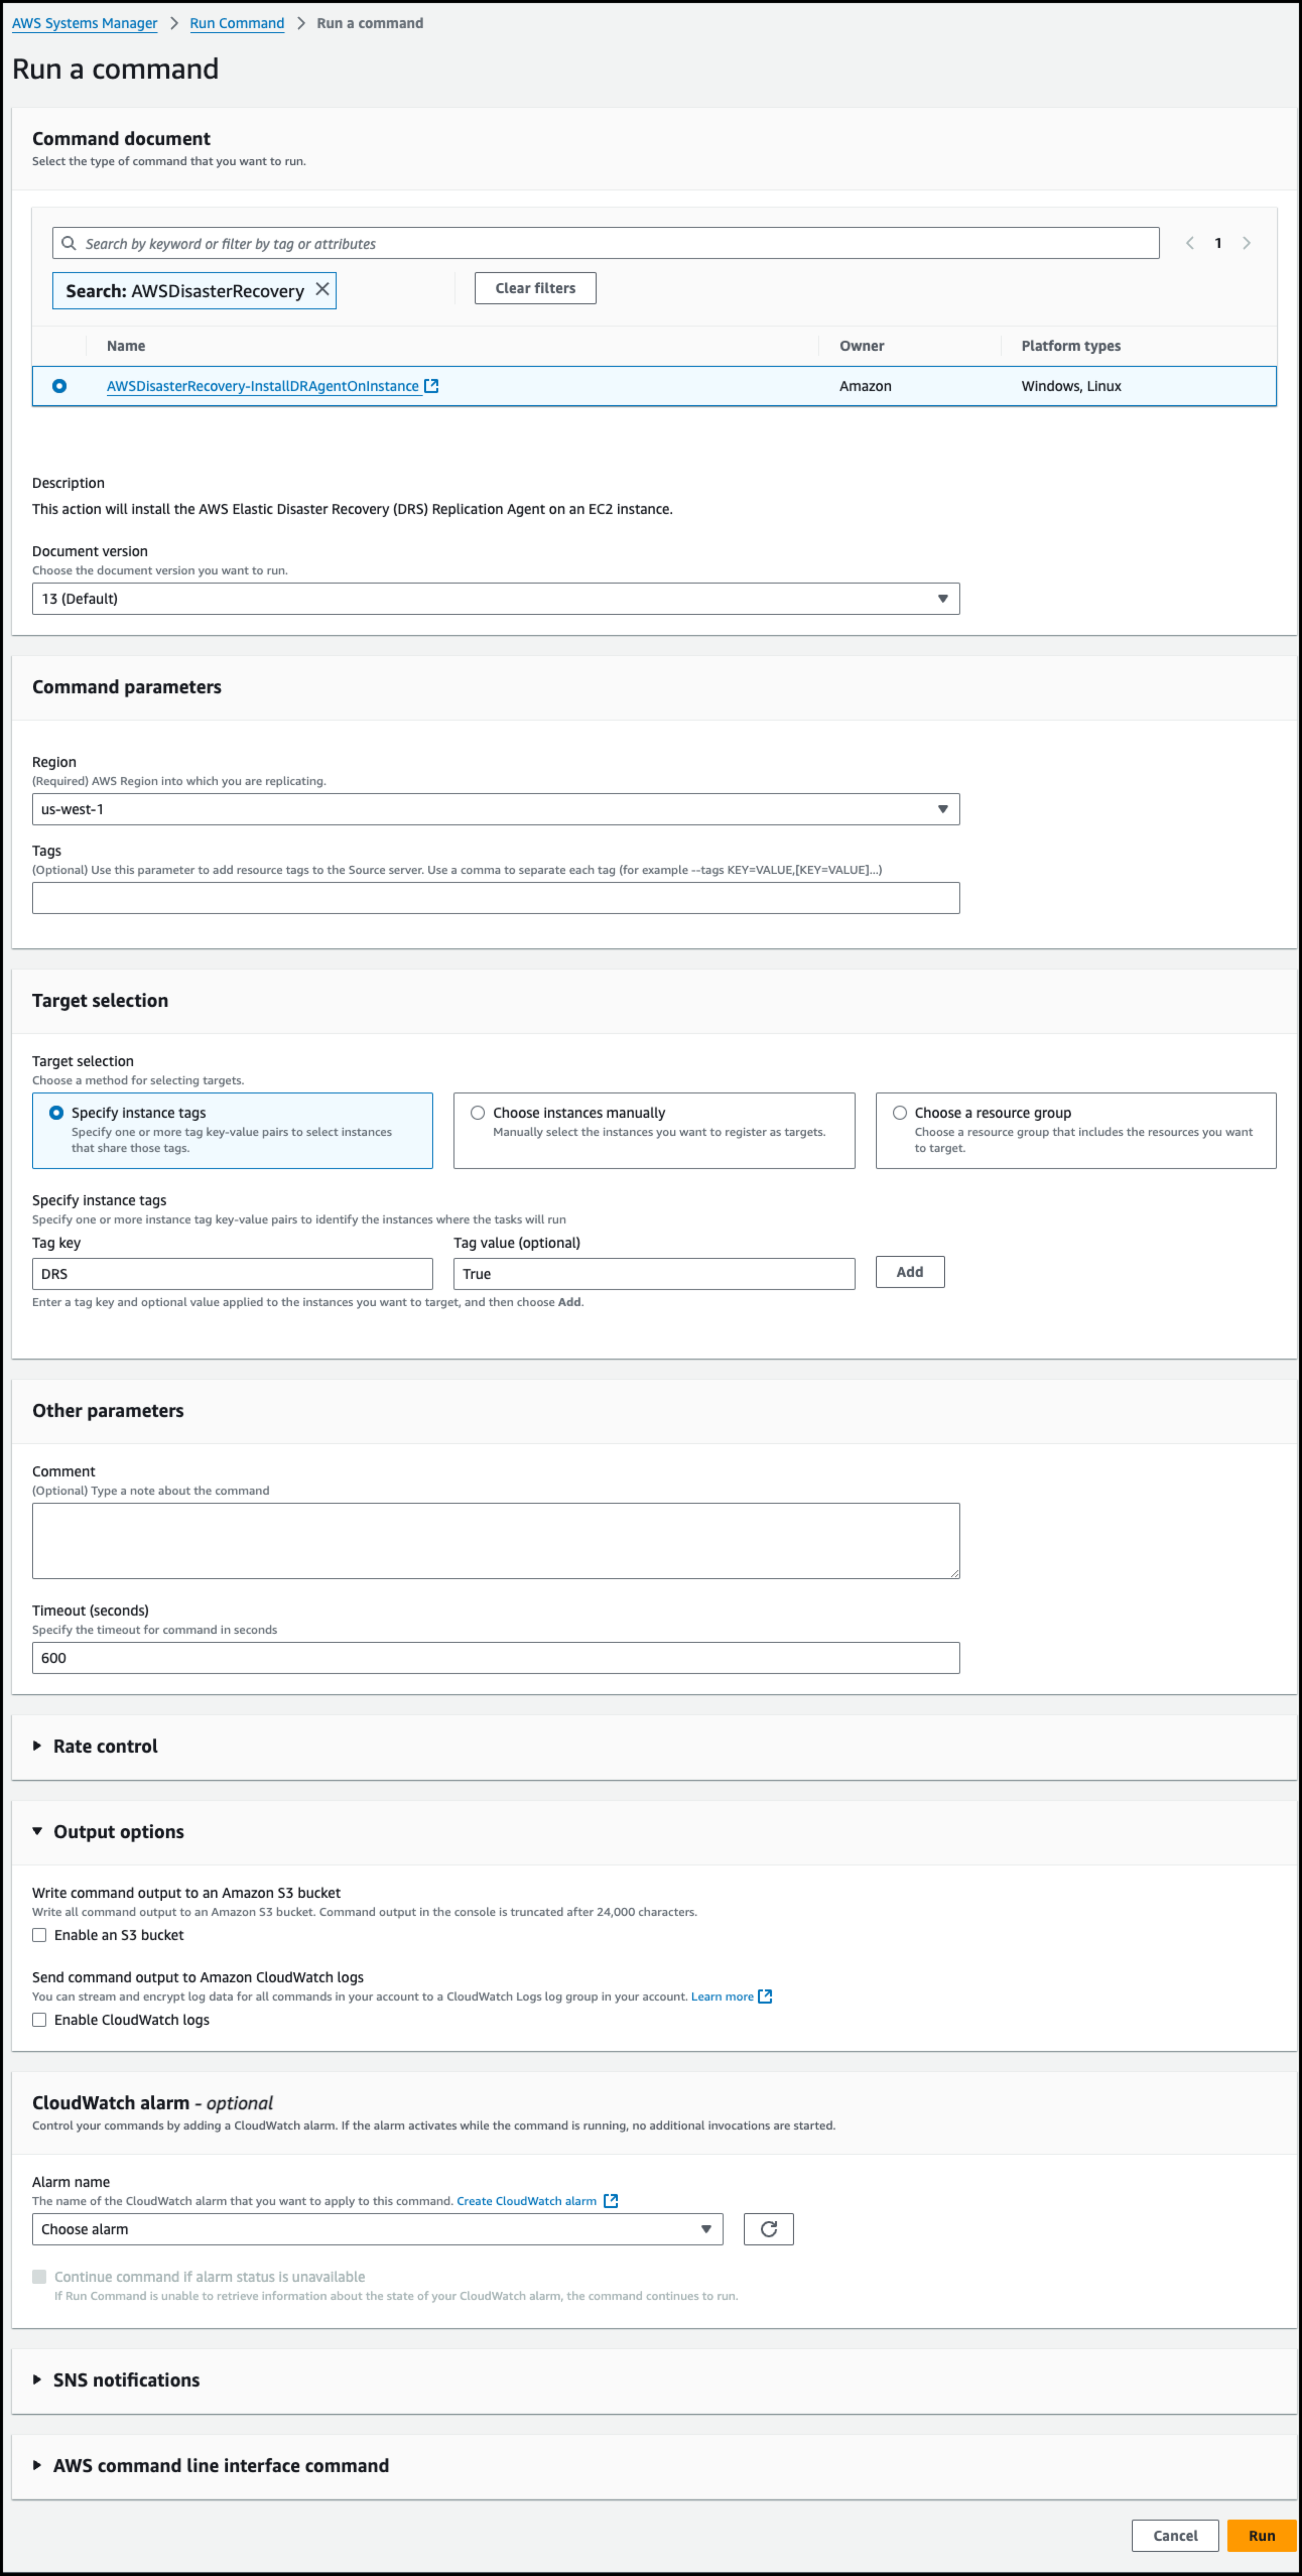 AWS Systems Manager > Run Command > Run a command
Run a command
Command document
Select the type of command that you want to run.
Search by keyword or filter by tag or attributes
1
Search: AWSDisasterRecovery
Clear filters
Name Owner Platform types
AWSDisasterRecovery-InstallDRAgentOnInstance Amazon Windows, Linux
Description
This action will install the AWS Elastic Disaster Recovery (DRS) Replication Agent on an EC2 instance.
Document version
Choose the document version you want to run.
13 (Default)
Command parameters
Region
(Required) AWS Region into which you are replicating.
us-west-1
Tags
(Optional) Use this parameter to add resource tags to the Source server. Use a comma to separate each tag (for example --tags KEY=VALUE,[KEY=VALUE]...)
Target selection
Target selection
Choose a method for selecting targets.
Specify instance tags
Specify one or more tag key-value pairs to select instances
that share those tags.
Choose instances manually
Manually select the instances you want to register as targets.
Choose a resource group
Choose a resource group that includes the resources you want
to target.
Specify instance tags
Specify one or more instance tag key-value pairs to identify the instances where the tasks will run
Tag key Tag value (optional)
DRS True Add
Enter a tag key and optional value applied to the instances you want to target, and then choose Add.
Other parameters
Comment
(Optional) Type a note about the command
Timeout (seconds)
Specify the timeout for command in seconds
600
Rate control
Output options
Write command output to an Amazon S3 bucket
Write all command output to an Amazon S3 bucket. Command output in the console is truncated after 24,000 characters.
Enable an S3 bucket
Send command output to Amazon CloudWatch logs
You can stream and encrypt log data for all commands in your account to a CloudWatch Logs log group in your account. Learn more
Enable CloudWatch logs
CloudWatch alarm - optional
Control your commands by adding a CloudWatch alarm. If the alarm activates while the command is running, no additional invocations are started.
Alarm name
The name of the CloudWatch alarm that you want to apply to this command. Create CloudWatch alarm
Choose alarm
Continue command if alarm status is unavailable
If Run Command is unable to retrieve information about the state of your CloudWatch alarm, the command continues to run.
SNS notifications
AWS command line interface command
Cancel Run